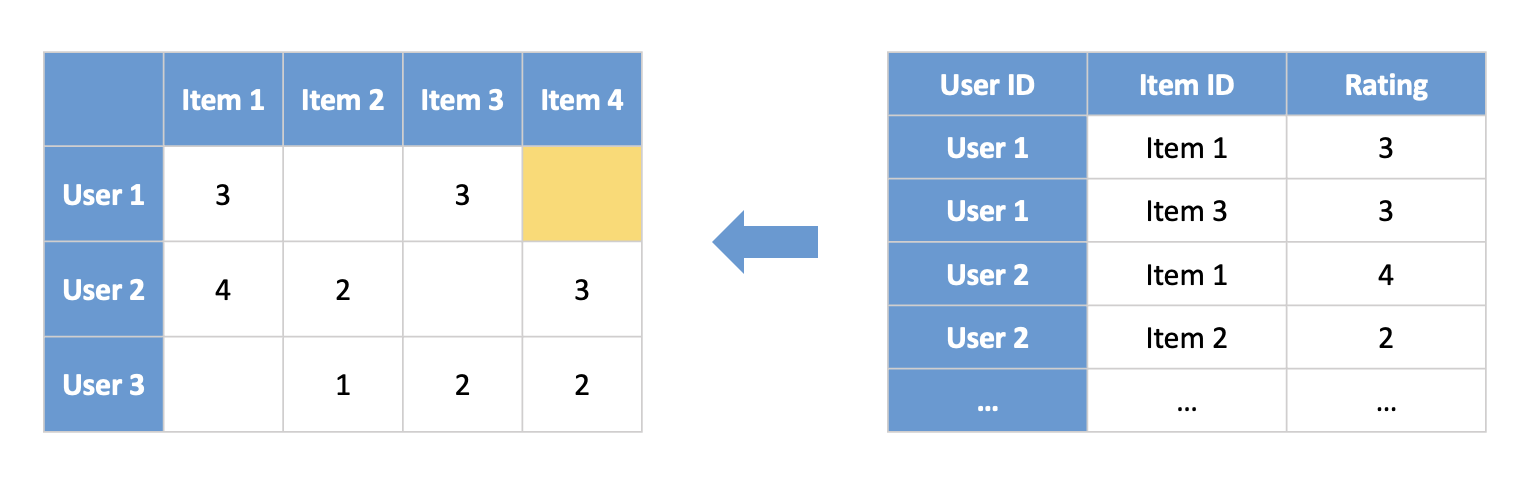 Item 1 Item 2 Item 3 Item 4
User 1 3 3
User 2 4 2 3
User 3 1 2 2
User ID Item ID Rating
User 1 Item 1 3
User 1 Item 3 3
User 2 Item 1 4
User 2 Item 2 2
... ... ...